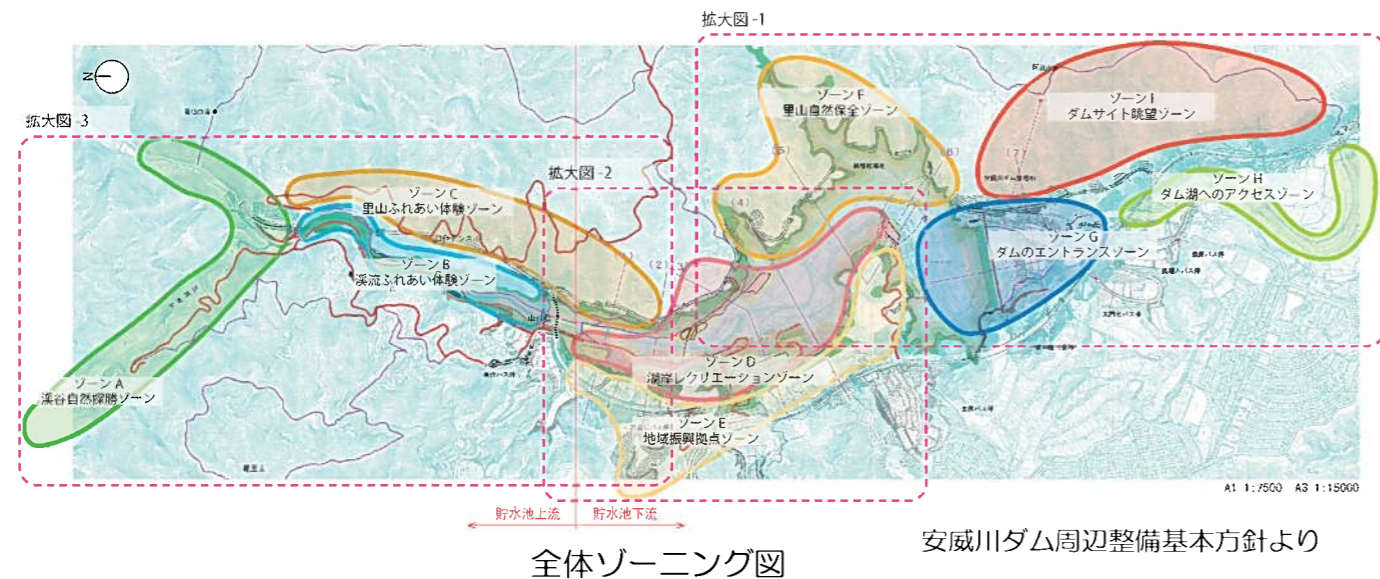 拡大図-1
N
拡大図-3
拡大図-2
ゾーン F
里山自然保全ゾーン
ゾーン I
ダムサイト眺望ゾーン
ゾーン C
里山ふれあい体験ゾーン
ゾーン H
ダム湖へのアクセスゾーン
ゾーン B
渓流ふれあい体験ゾーン
ゾーン G
ダムのエントランスゾーン
(1)
(2)
(4)
(5)
(6)
(7)
ゾーン A
渓谷自然探勝ゾーン
ゾーン D
湖岸レクリエーションゾーン
ゾーン E
地域振興拠点ゾーン
A1 1:7500 A3 1:15000
貯水池上流
貯水池下流
安威川ダム周辺整備基本方針より
全体ゾーニング図